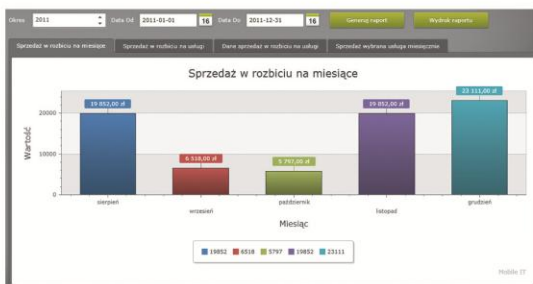 Okres 2011 Data Od 2011-01-01 16 Data Do 2011-12-31 16 Generuj raport Wydruk raportu
Sprzedaż w rozbiciu na miesiące Sprzedaż w rozbiciu na usługi Dane sprzedaż w rozbiciu na usługi Sprzedaż wybrana usługa miesięcznie
Sprzedaż w rozbiciu na miesiące
23 111,00 zł
19 852,00 zł 19 852,00 zł
20000
Wartość
10000
6 518,00 zł
5 797,00 zł
0
sierpień październik grudzień
wrzesień listopad
Miesiąc
19852 6518 5797 19852 23111
Mobile IT